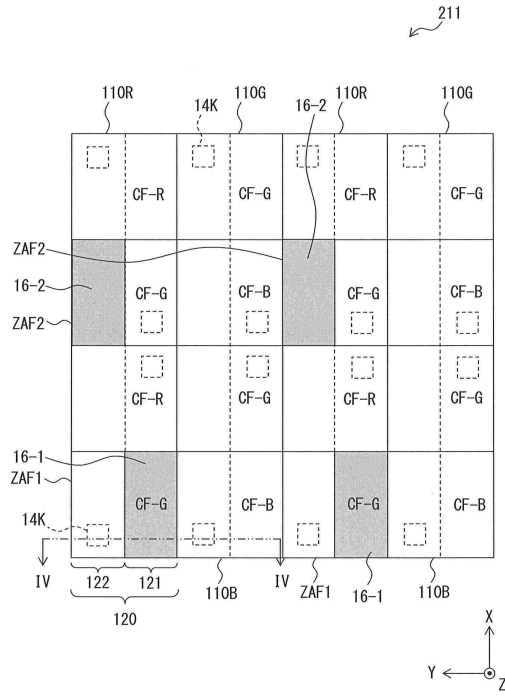 211
110R 14K 110G 16-2 110R 110G
CF-R CF-G CF-R CF-G
ZAF2
16-2
ZAF2
CF-G CF-B CF-G CF-B
CF-R CF-G CF-R CF-G
16-1
ZAF1
CF-G CF-B CF-G CF-B
14K
IV IV
122 121
120
110B ZAF1 16-1 110B
X
Y Z